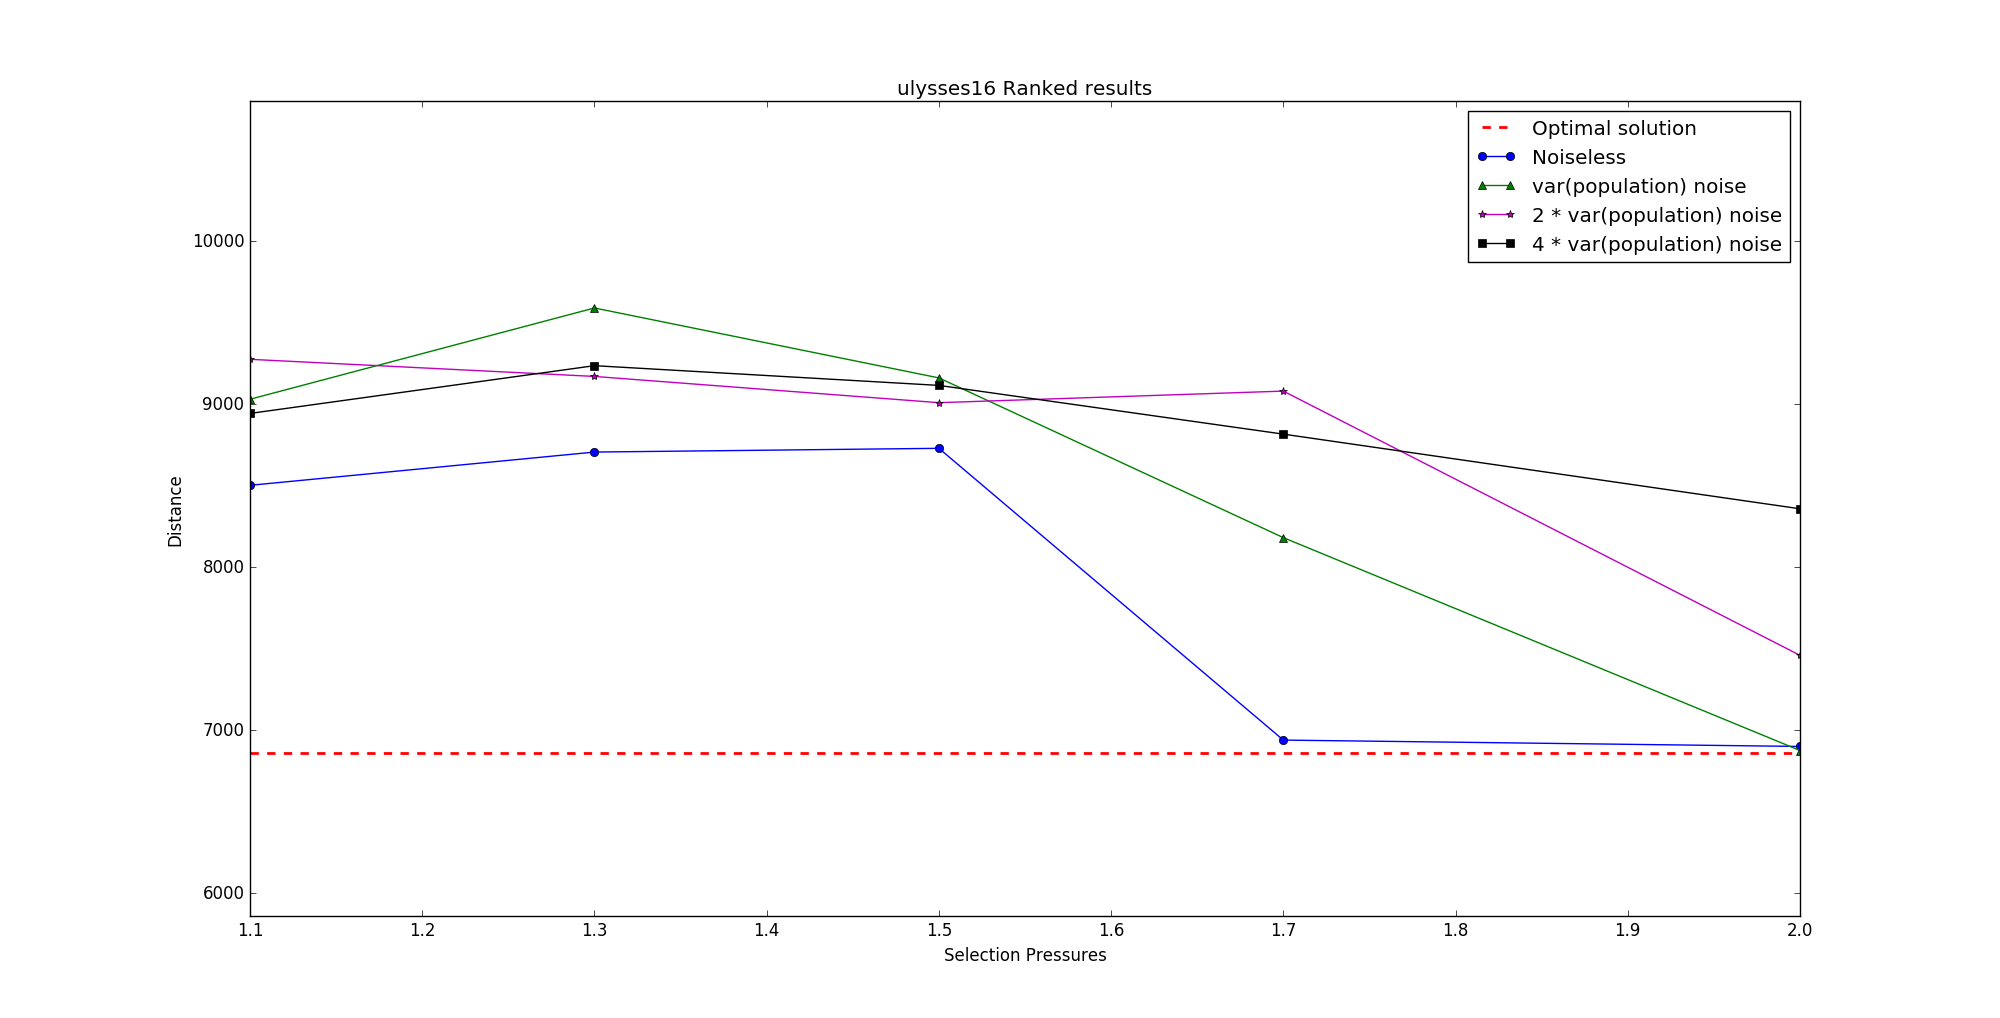 ulysses16 Ranked results
Optimal solution
Noiseless
var(population) noise
2 * var(population) noise
4 * var(population) noise
10000
9000
8000
7000
6000
Distance
1.1 1.2 1.3 1.4 1.5 1.6 1.7 1.8 1.9 2.0
Selection Pressures